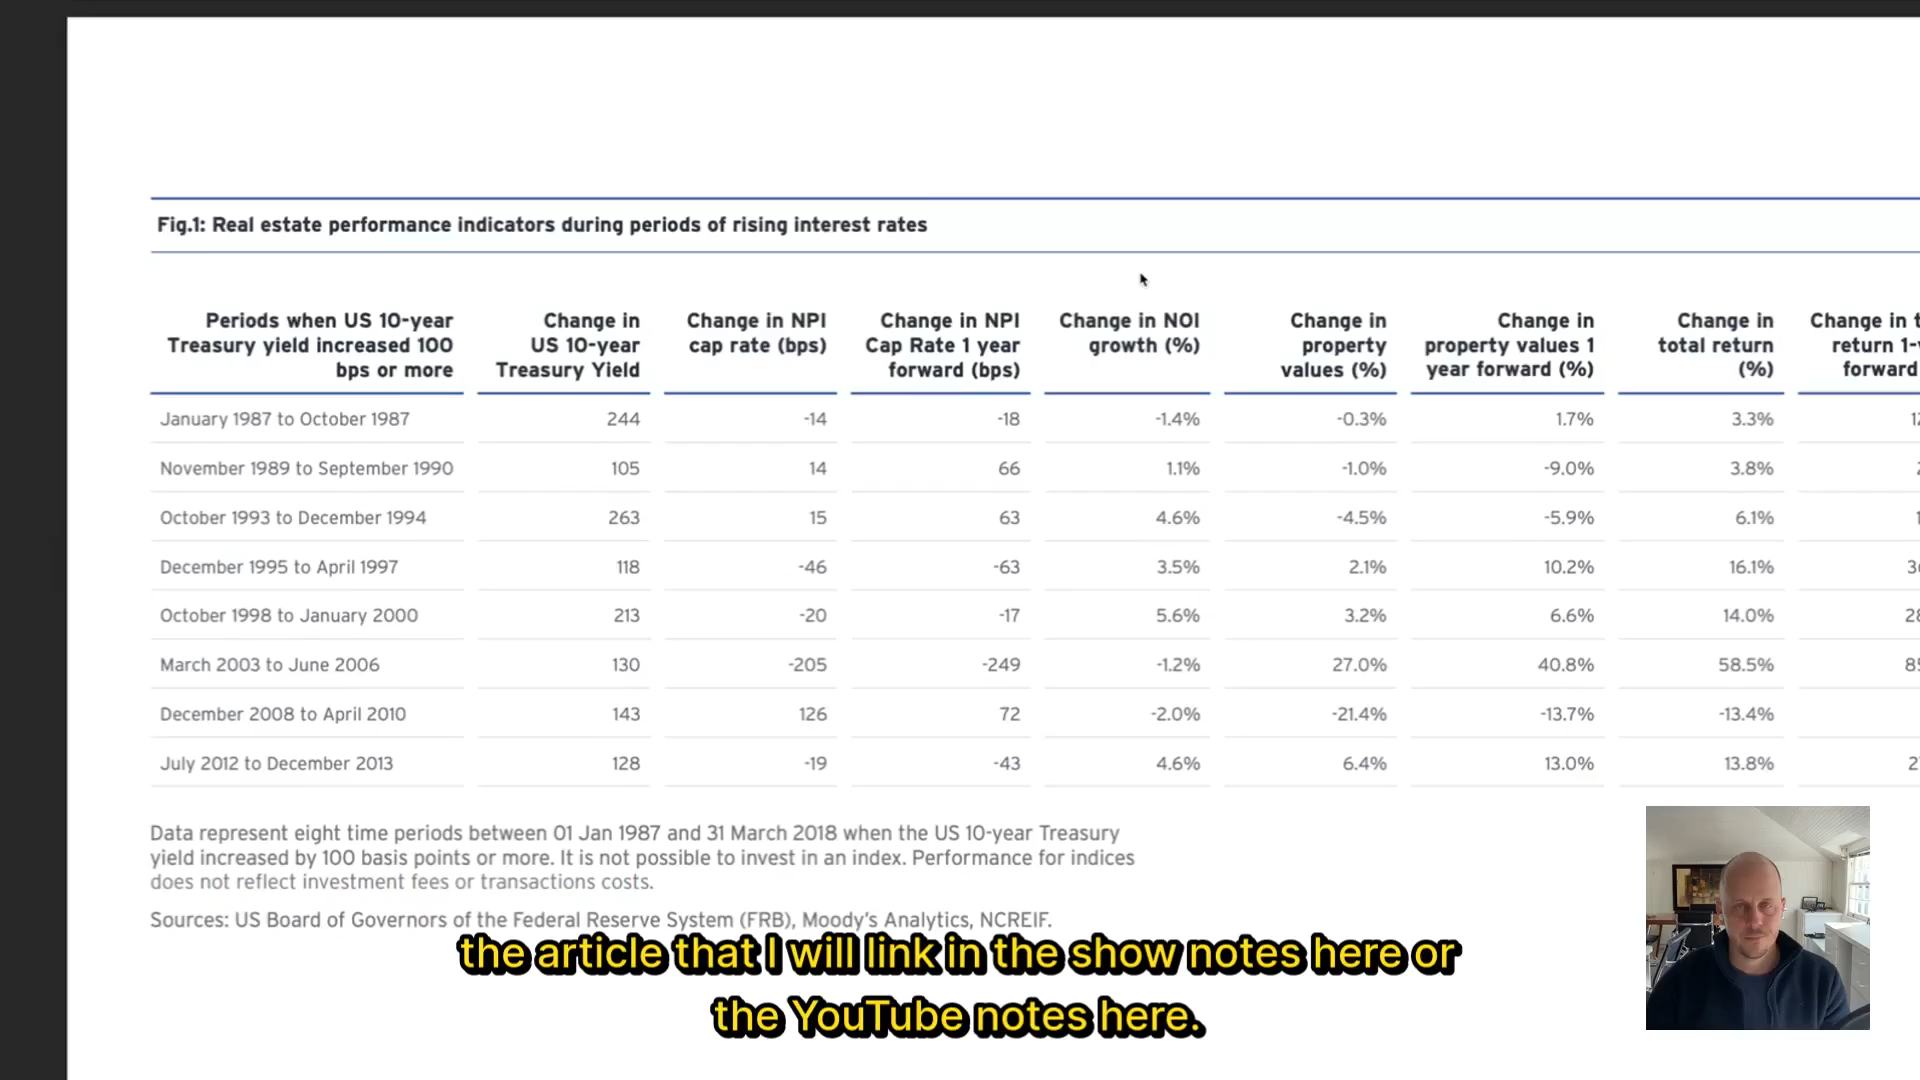 Fig.1: Real estate performance indicators during periods of rising interest rates
Periods when US 10-year Treasury yield increased 100 bps or more
Change in US 10-year Treasury Yield
Change in NPI cap rate (bps)
Change in NPI Cap Rate 1 year forward (bps)
Change in NOI growth (%)
Change in property values (%)
Change in property values 1 year forward (%)
Change in total return (%)
Change in
return
forward
January 1987 to October 1987 244 -14 -18 -1.4% -0.3% 1.7% 3.3%
November 1989 to September 1990 105 14 66 1.1% -1.0% -9.0% 3.8%
October 1993 to December 1994 263 15 63 4.6% -4.5% -5.9% 6.1%
December 1995 to April 1997 118 -46 -63 3.5% 2.1% 10.2% 16.1%
October 1998 to January 2000 213 -20 -17 5.6% 3.2% 6.6% 14.0%
March 2003 to June 2006 130 -205 -249 -1.2% 27.0% 40.8% 58.5%
December 2008 to April 2010 143 126 72 -2.0% -21.4% -13.7% -13.4%
July 2012 to December 2013 128 -19 -43 4.6% 6.4% 13.0% 13.8%
Data represent eight time periods between 01 Jan 1987 and 31 March 2018 when the US 10-year Treasury
yield increased by 100 basis points or more. It is not possible to invest in an index. Performance for indices
does not reflect investment fees or transactions costs.
Sources: US Board of Governors of the Federal Reserve System (FRB), Moody's Analytics, NCREIF.
the article that I will link in the show notes here or
the YouTube notes here.